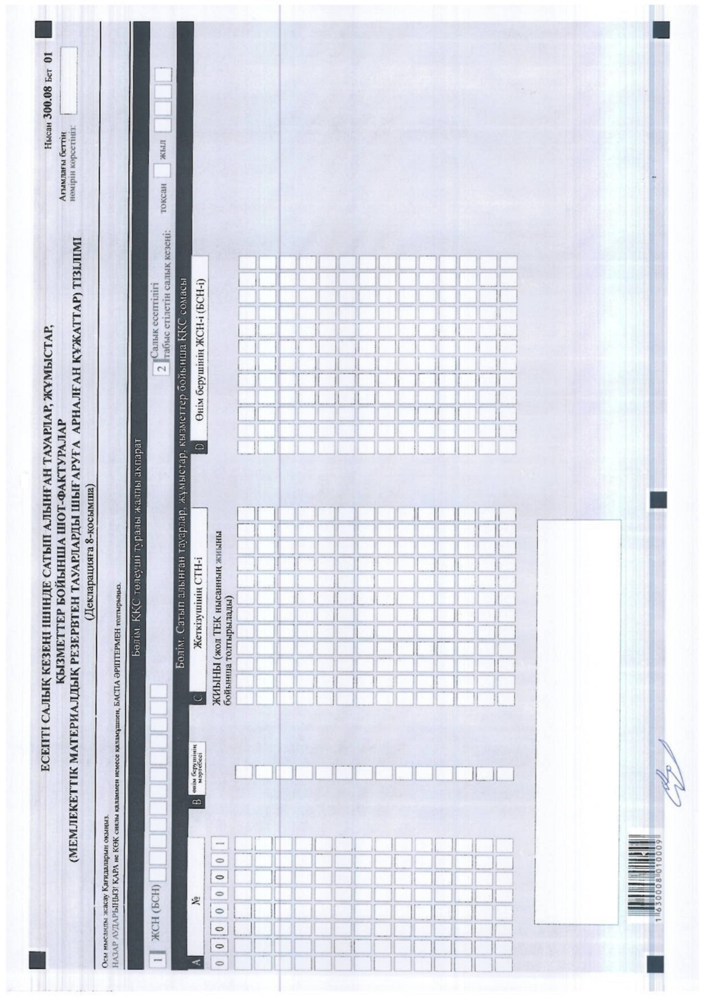 ЕСЕПТІ САЛЫҚ КЕЗЕҢІ ІШІНДЕ САТЫП АЛЫНҒАН ТАУАРЛАР, ЖҰМЫСТАР,
ҚЫЗМЕТТЕР БОЙЫНША ШОТ-ФАКТУРАЛАР
(МЕМЛЕКЕТТІК МАТЕРИАЛДЫҚ РЕЗЕРВТЕН ТАУАРЛАРДЫ ШЫҒАРУҒА АРНАЛҒАН ҚҰЖАТТАР) ТІЗІЛІМІ
(Декларацияға 8-қосымша)
Нысан 300.08 Бет 01
Ағымдағы беттің
нөмірін көрсетіңіз:
Осы нысанды жасау Қағидаларын оқыңыз.
НАЗАР АУДАРЫҢЫЗ! ҚАРА не КӨК сиялы қаламмен немесе қаламұшпен, БАСПА ӘРІПТЕРМЕН толтырыңыз.
Бөлім. ҚҚС төлеуші туралы жалпы ақпарат
1 ЖСН (БСН)
2 Салық есептілігі
табыс етілетін салық кезеңі: тоқсан жыл
Бөлім. Сатып алынған тауарлар, жұмыстар, қызметтер бойынша ҚҚС сомасы
A № B өнім берушінің мәртебесі C Жеткізушінің СТН-і D Өнім берушінің ЖСН-і (БСН-і)
0 0 0 0 0 0 0 1 ЖИЫНЫ (жол ТЕК нысанның жиыны
бойынша толтырылады)
1 630008 010009